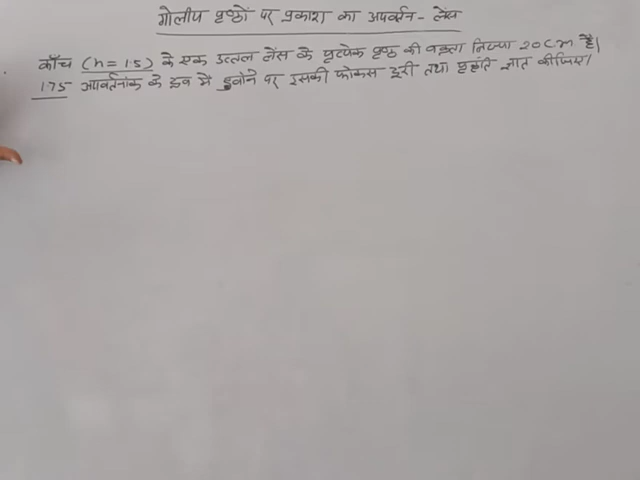 गोलीय पृष्ठों पर प्रकाश का अपवर्तन - लेंस
काँच (n = 1.5) के एक उत्तल लेंस के प्रत्येक पृष्ठ की वक्रता त्रिज्या 20 cm है।
1.75 अपवर्तनांक के द्रव में डुबोने पर इसकी फोकस दूरी तथा प्रकृति ज्ञात कीजिए।